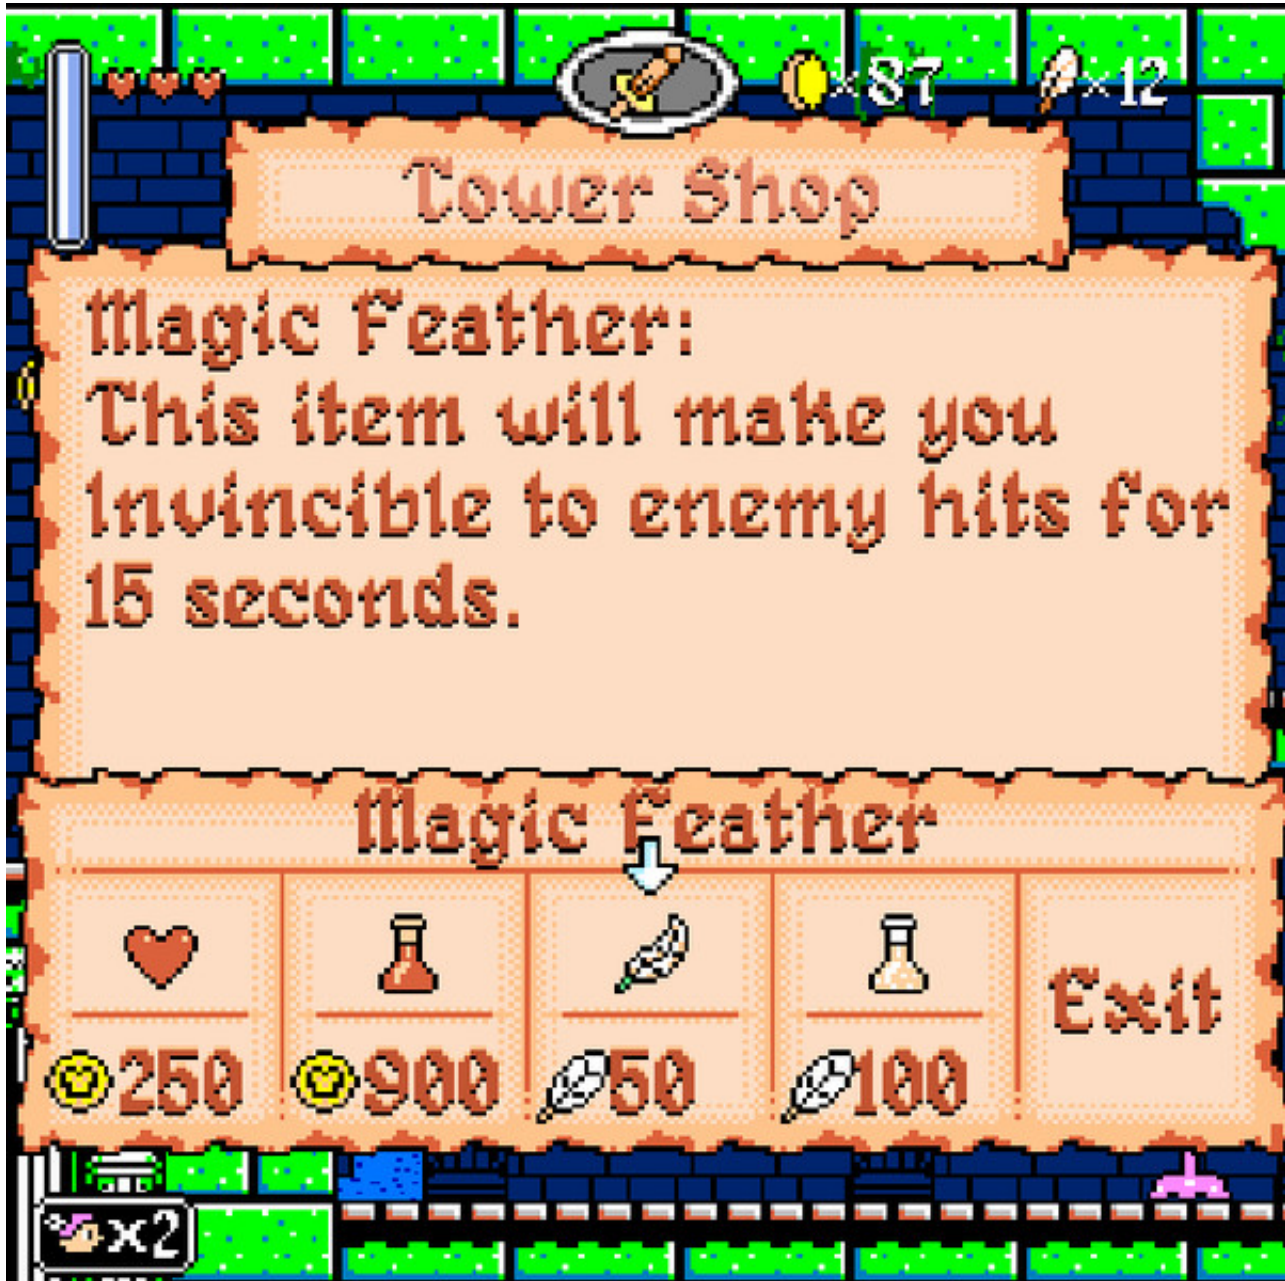 ×87
×12
Tower Shop
Magic Feather:
This item will make you
Invincible to enemy hits for
15 seconds.
Magic Feather
250
900
50
100
Exit
x2